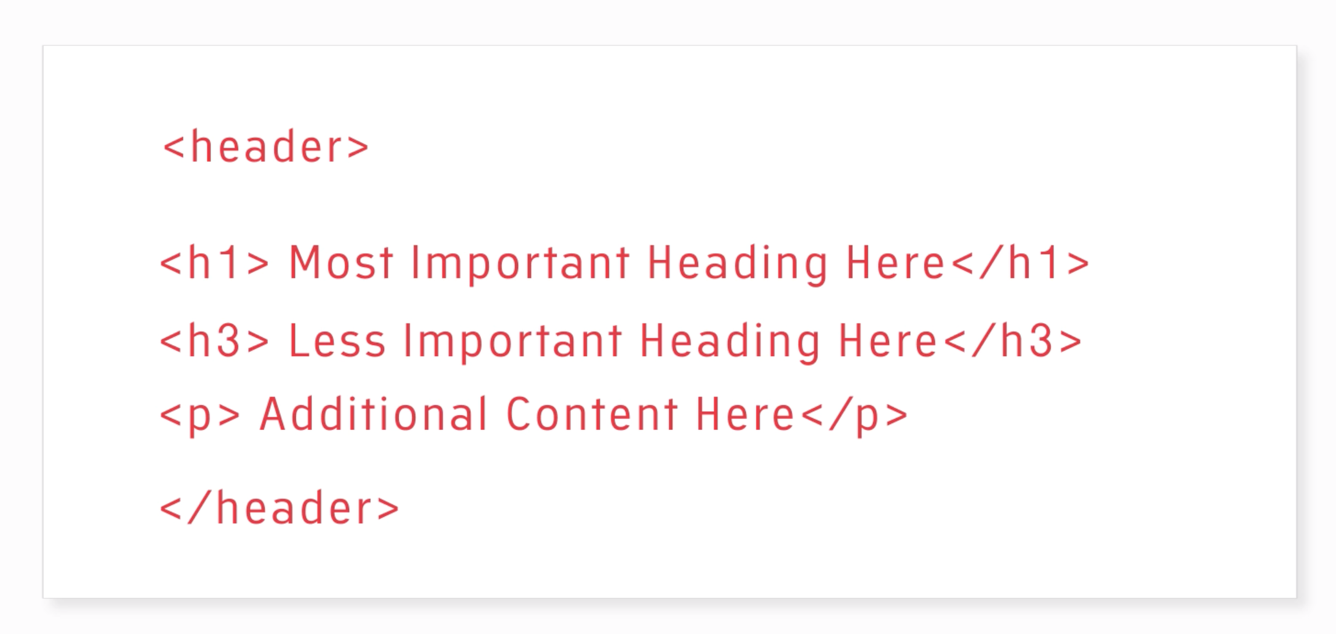 <header>
<h1> Most Important Heading Here</h1>
<h3> Less Important Heading Here</h3>
<p> Additional Content Here</p>
</header>